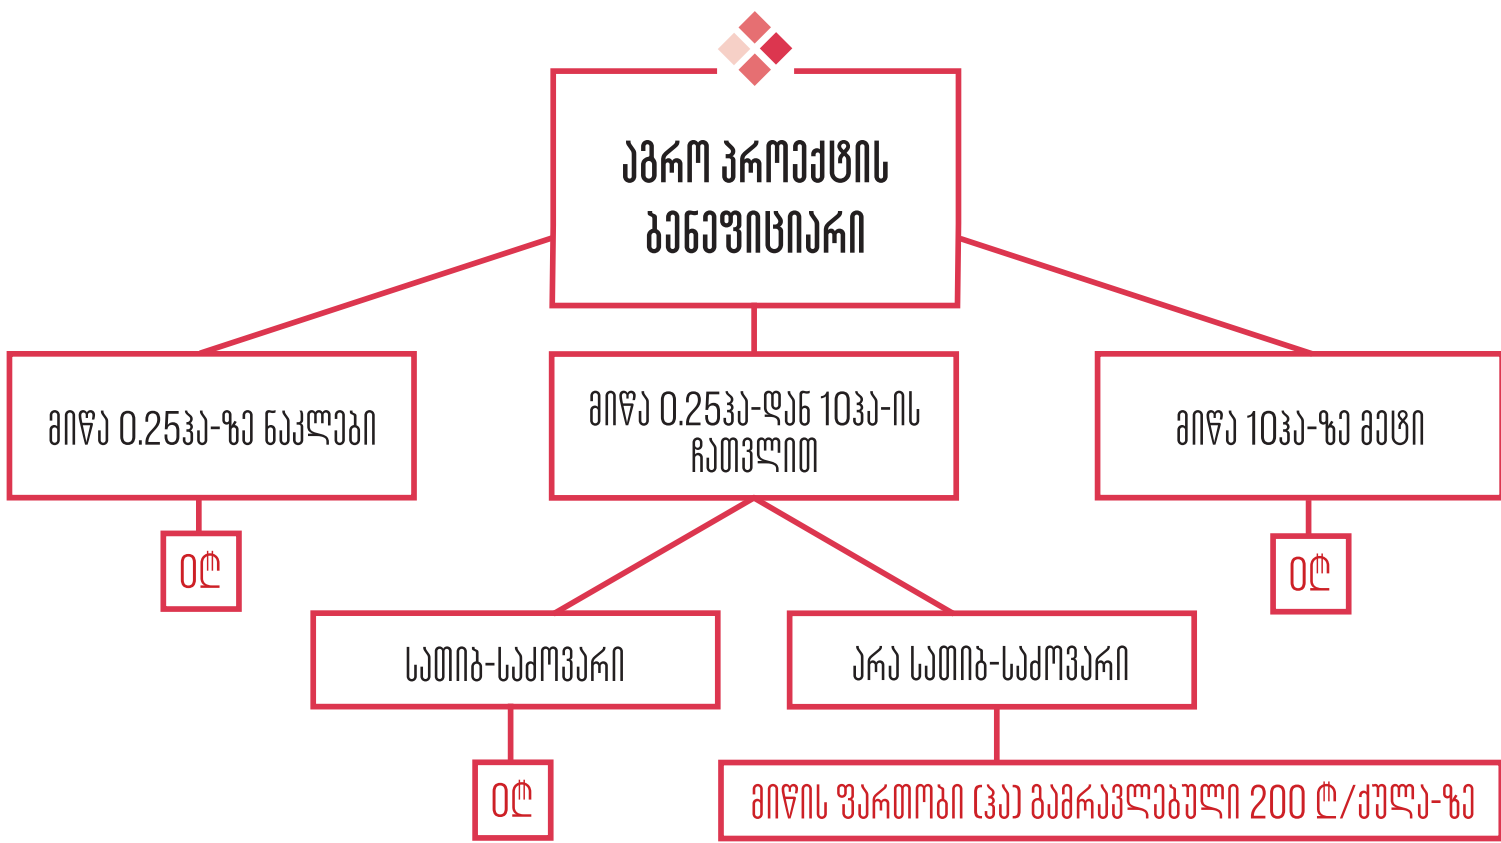 აგრო პროექტის
ბენეფიციარი
მიწა 0.25ჰა-ზე ნაკლები
მიწა 0.25ჰა-დან 10ჰა-ის
ჩათვლით
მიწა 10ჰა-ზე მეტი
0₾
0₾
სათიბ-საძოვარი
არა სათიბ-საძოვარი
0₾
მიწის ფართობი (ჰა) გამრავლებული 200 ₾/ქულა-ზე